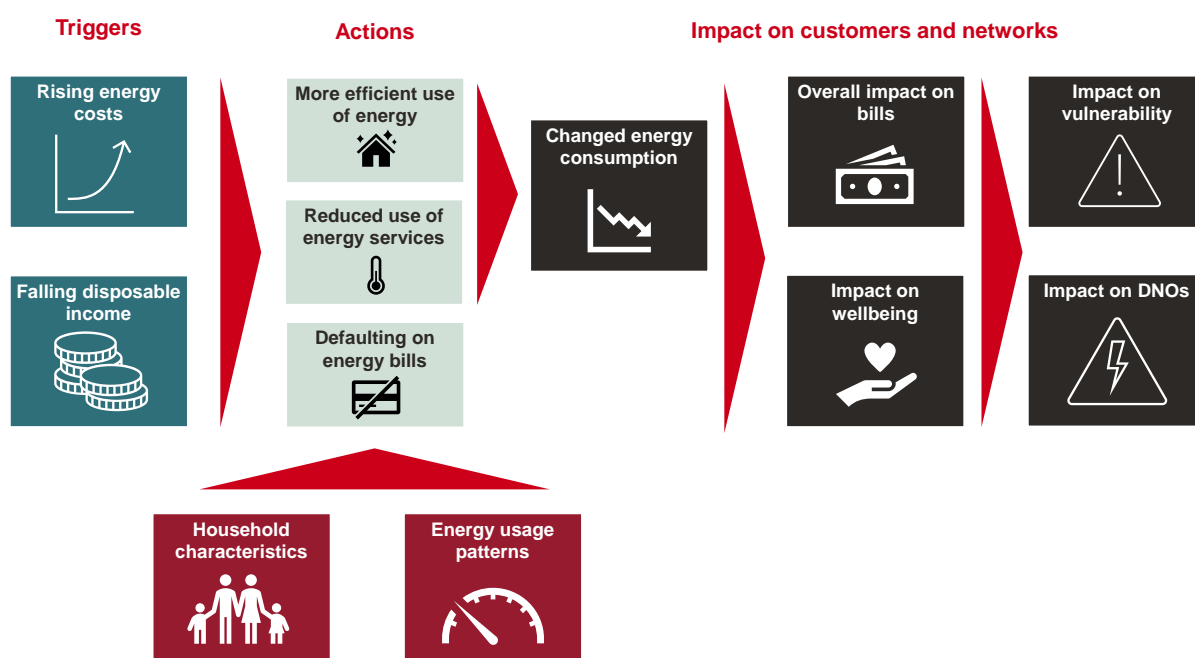 Triggers
Actions
Impact on customers and networks
Rising energy
costs
Falling disposable
income
More efficient use
of energy
Reduced use of
energy services
Defaulting on
energy bills
Changed energy
consumption
Overall impact on
bills
Impact on
wellbeing
Impact on
vulnerability
Impact on DNOs
Household
characteristics
Energy usage
patterns